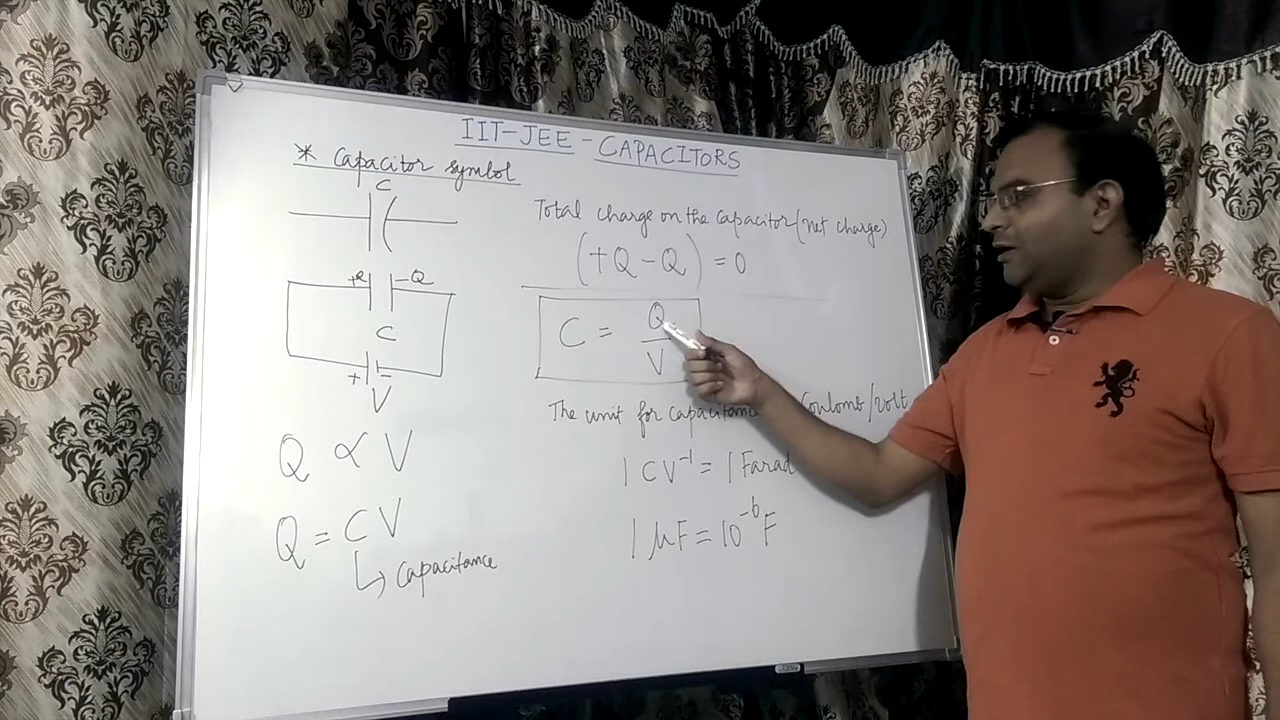 IIT-JEE - CAPACITORS
* Capacitor symbol
C
+Q -Q
C
+ -
V
Q ∝ V
Q = CV
↳ Capacitance
Total charge on the capacitor (net charge)
(+Q - Q) = 0
C = Q/V
The unit for capacitance Coulomb/volt
1 CV⁻¹ = 1 Farad
1 μF = 10⁻⁶ F